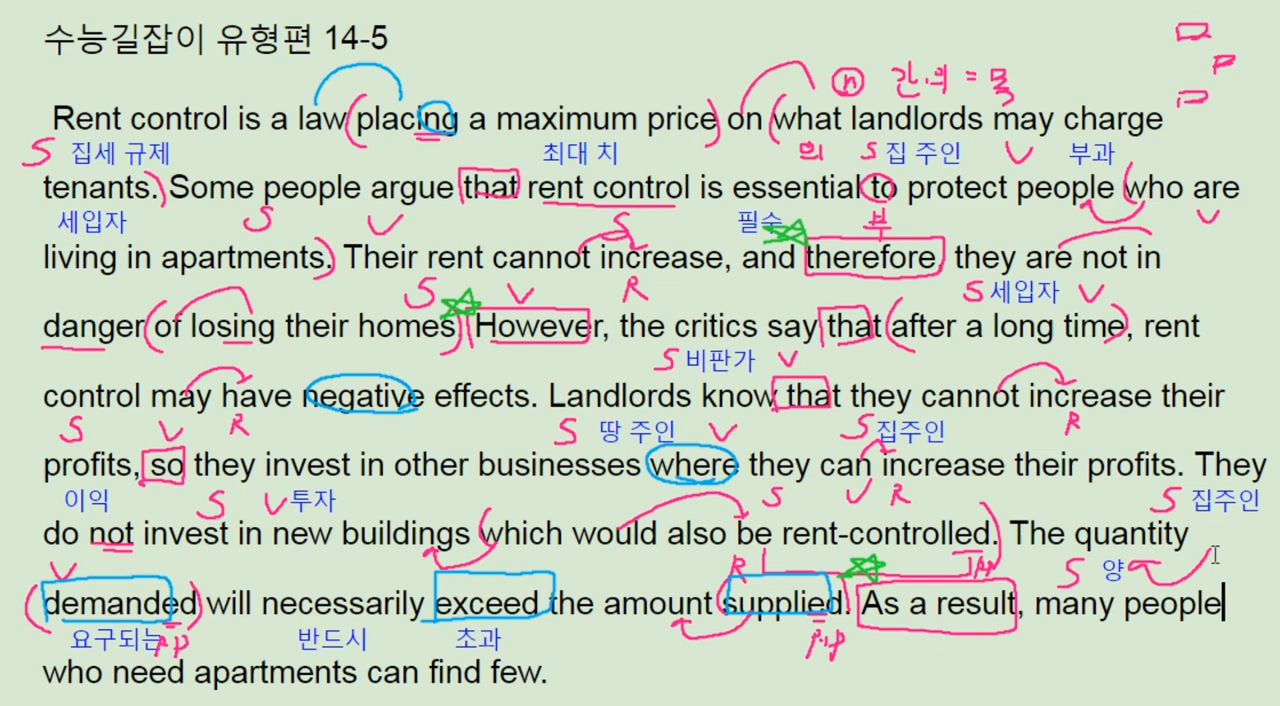 수능길잡이 유형편 14-5
n 간.의 = 명
Rent control is a law (placing a maximum price) on (what landlords may charge
S 집세 규제 최대 치 의 S 집 주인 V 부과
tenants.) Some people argue that rent control is essential to protect people (who are
세입자 S V S 필수 부 V
living in apartments.) Their rent cannot increase, and therefore, they are not in
S V R S 세입자 V
danger (of losing their homes) However, the critics say that (after a long time), rent
S 비판가 V
control may have negative effects. Landlords know that they cannot increase their
S V R S 땅 주인 V S 집주인 R
profits, so they invest in other businesses where they can increase their profits. They
이익 S V 투자 S V R S 집주인
do not invest in new buildings (which would also be rent-controlled.) The quantity
V R p.p S 양
(demanded) will necessarily exceed the amount (supplied. As a result, many people
요구되는 p.p 반드시 초과 p.p
who need apartments can find few.